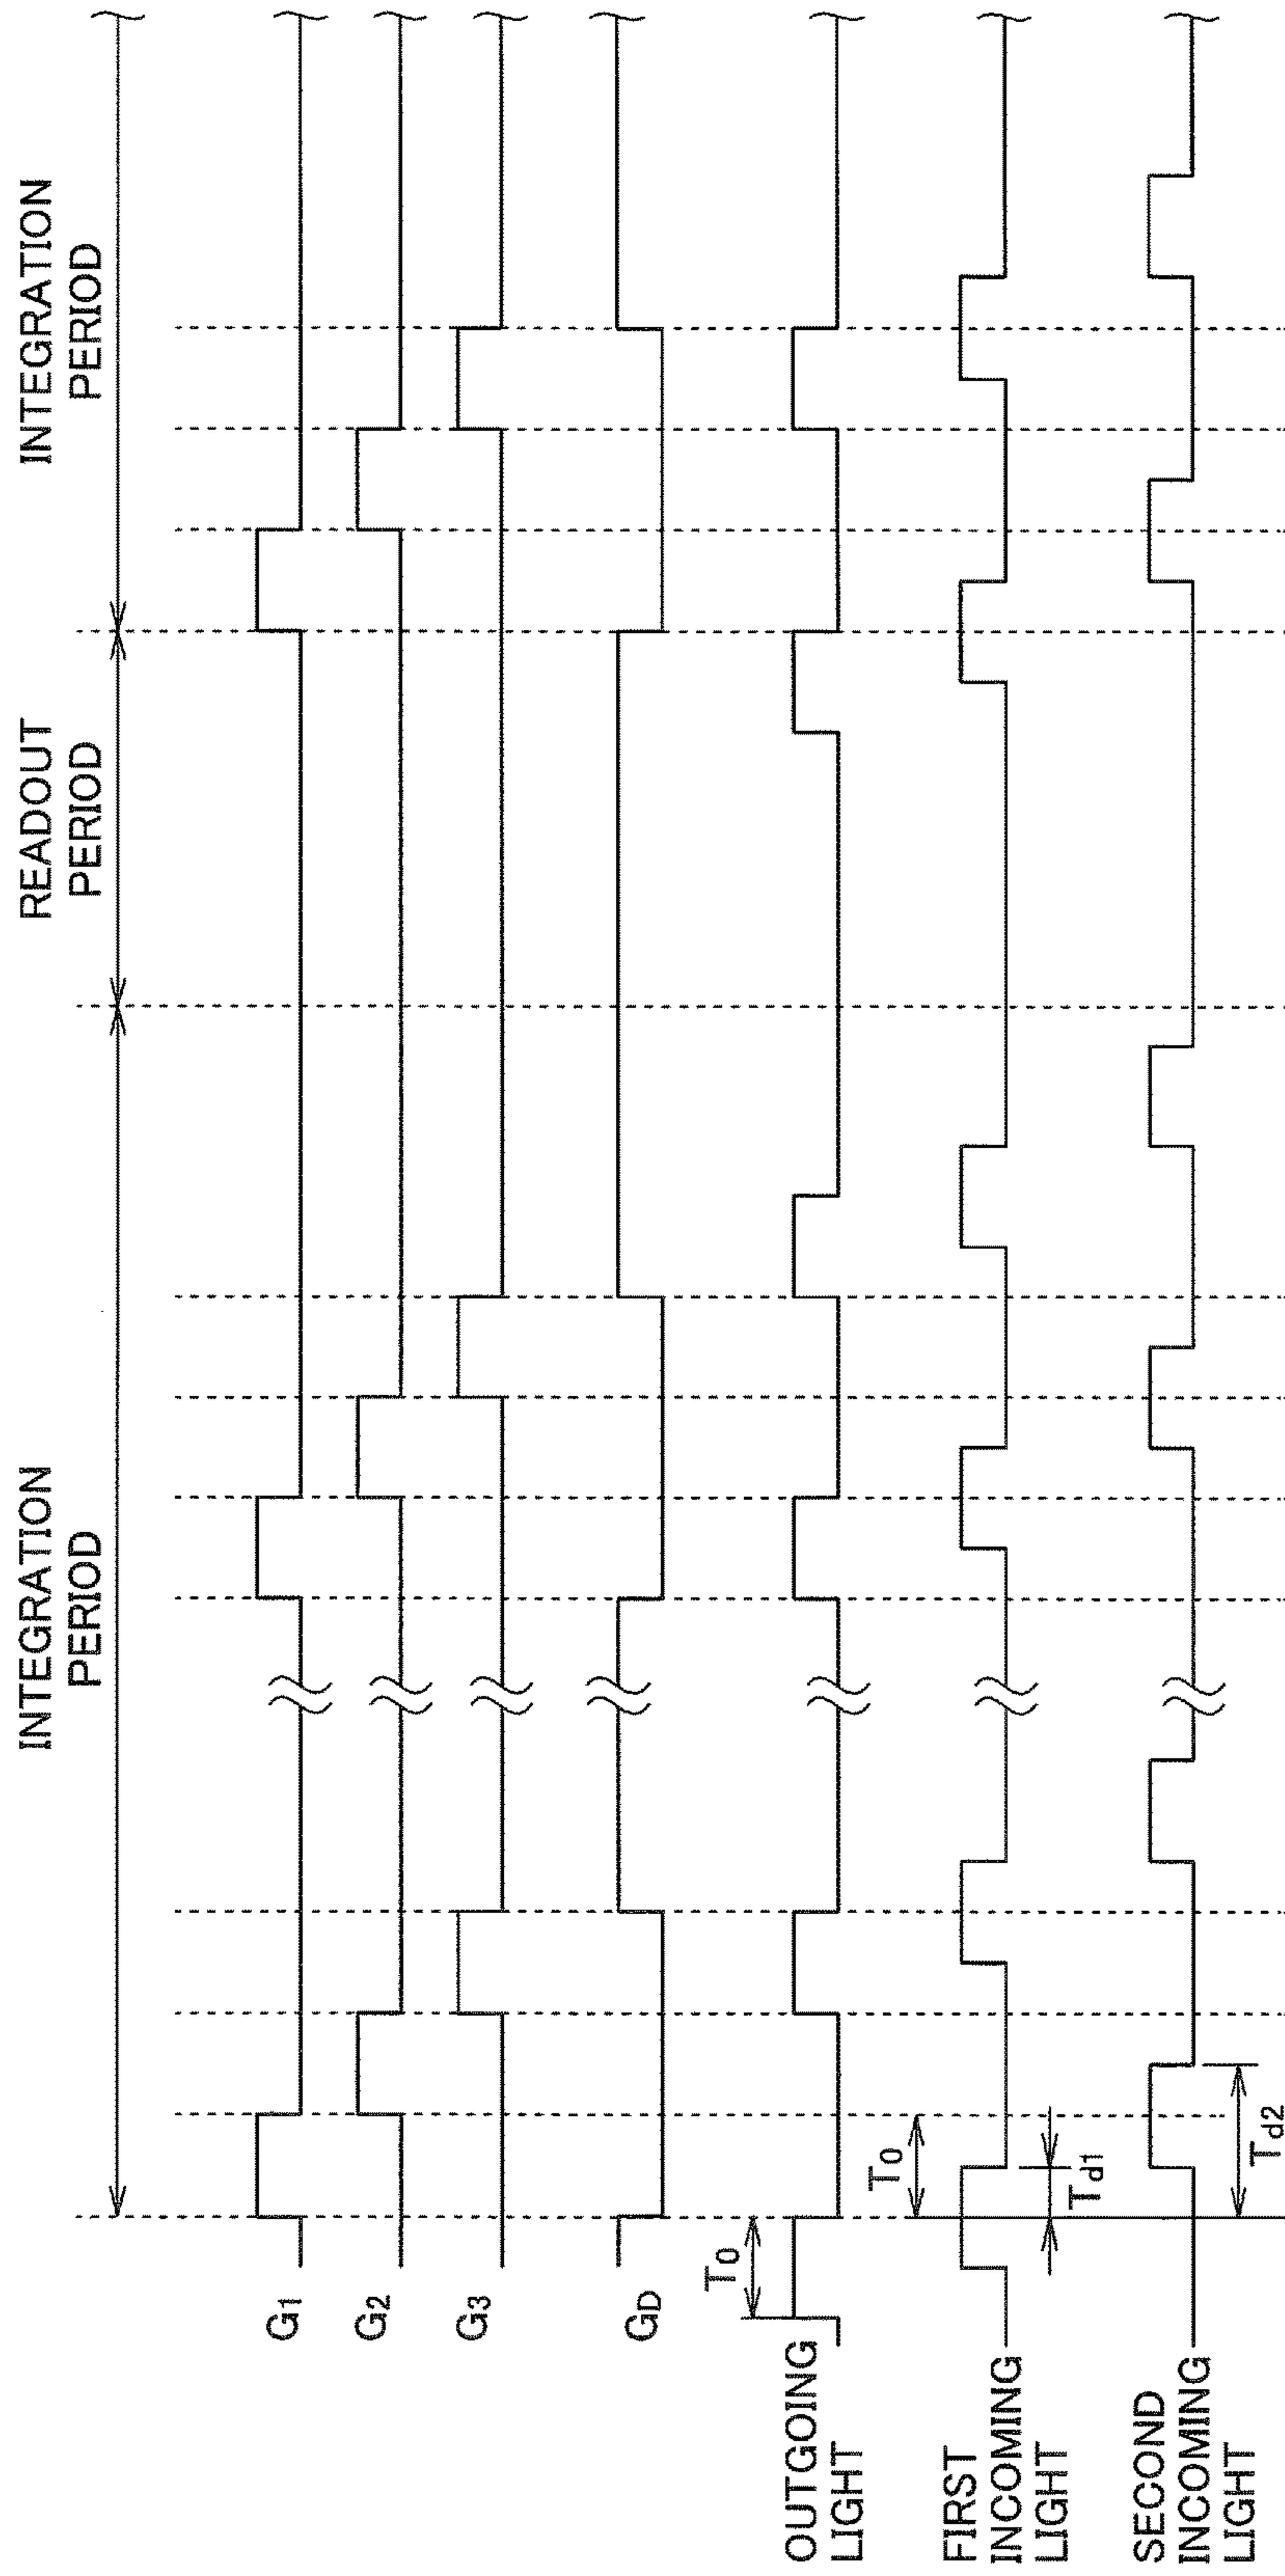 INTEGRATION
PERIOD
READOUT
PERIOD
INTEGRATION
PERIOD
G1
G2
G3
GD
OUTGOING
LIGHT
T0
FIRST
INCOMING
LIGHT
T0
Td1
SECOND
INCOMING
LIGHT
Td2